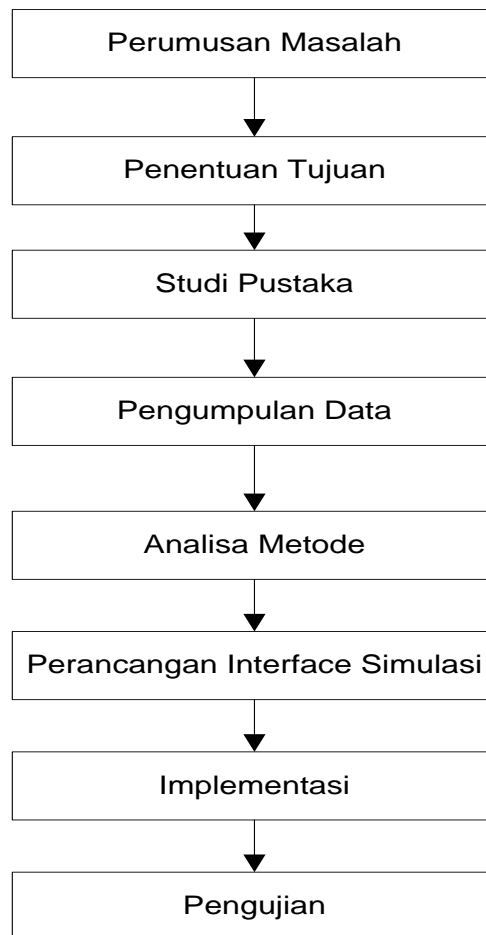 Perumusan Masalah
Penentuan Tujuan
Studi Pustaka
Pengumpulan Data
Analisa Metode
Perancangan Interface Simulasi
Implementasi
Pengujian